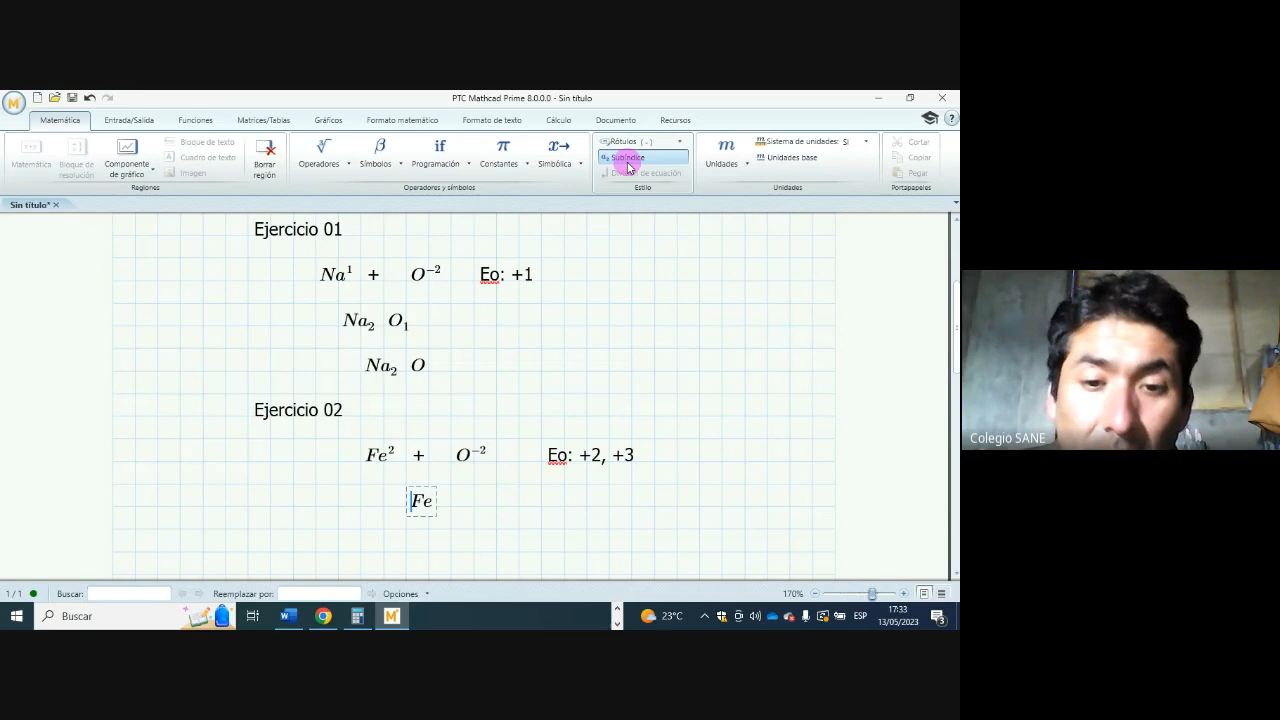 PTC Mathcad Prime 8.0.0.0 - Sin título
Matemática Entrada/Salida Funciones Matrices/Tablas Gráficos Formato matemático Formato de texto Cálculo Documento Recursos
Matemática
Bloque de resolución
Componente de gráfico
Bloque de texto
Cuadro de texto
Imagen
Borrar región
Regiones
Operadores
Símbolos
Programación
Constantes
Simbólica
Operadores y símbolos
Rótulos ( - )
Subíndice
de ecuación
Estilo
Unidades
Sistema de unidades: SI
Unidades base
Unidades
Cortar
Copiar
Pegar
Portapapeles
Sin título*
Ejercicio 01
Na¹ + O⁻² Eo: +1
Na₂ O₁
Na₂ O
Ejercicio 02
Fe² + O⁻² Eo: +2, +3
Fe
Colegio SANE
1 / 1 Buscar: Reemplazar por: Opciones 170%
Buscar 23°C ESP 17:33
13/05/2023
3